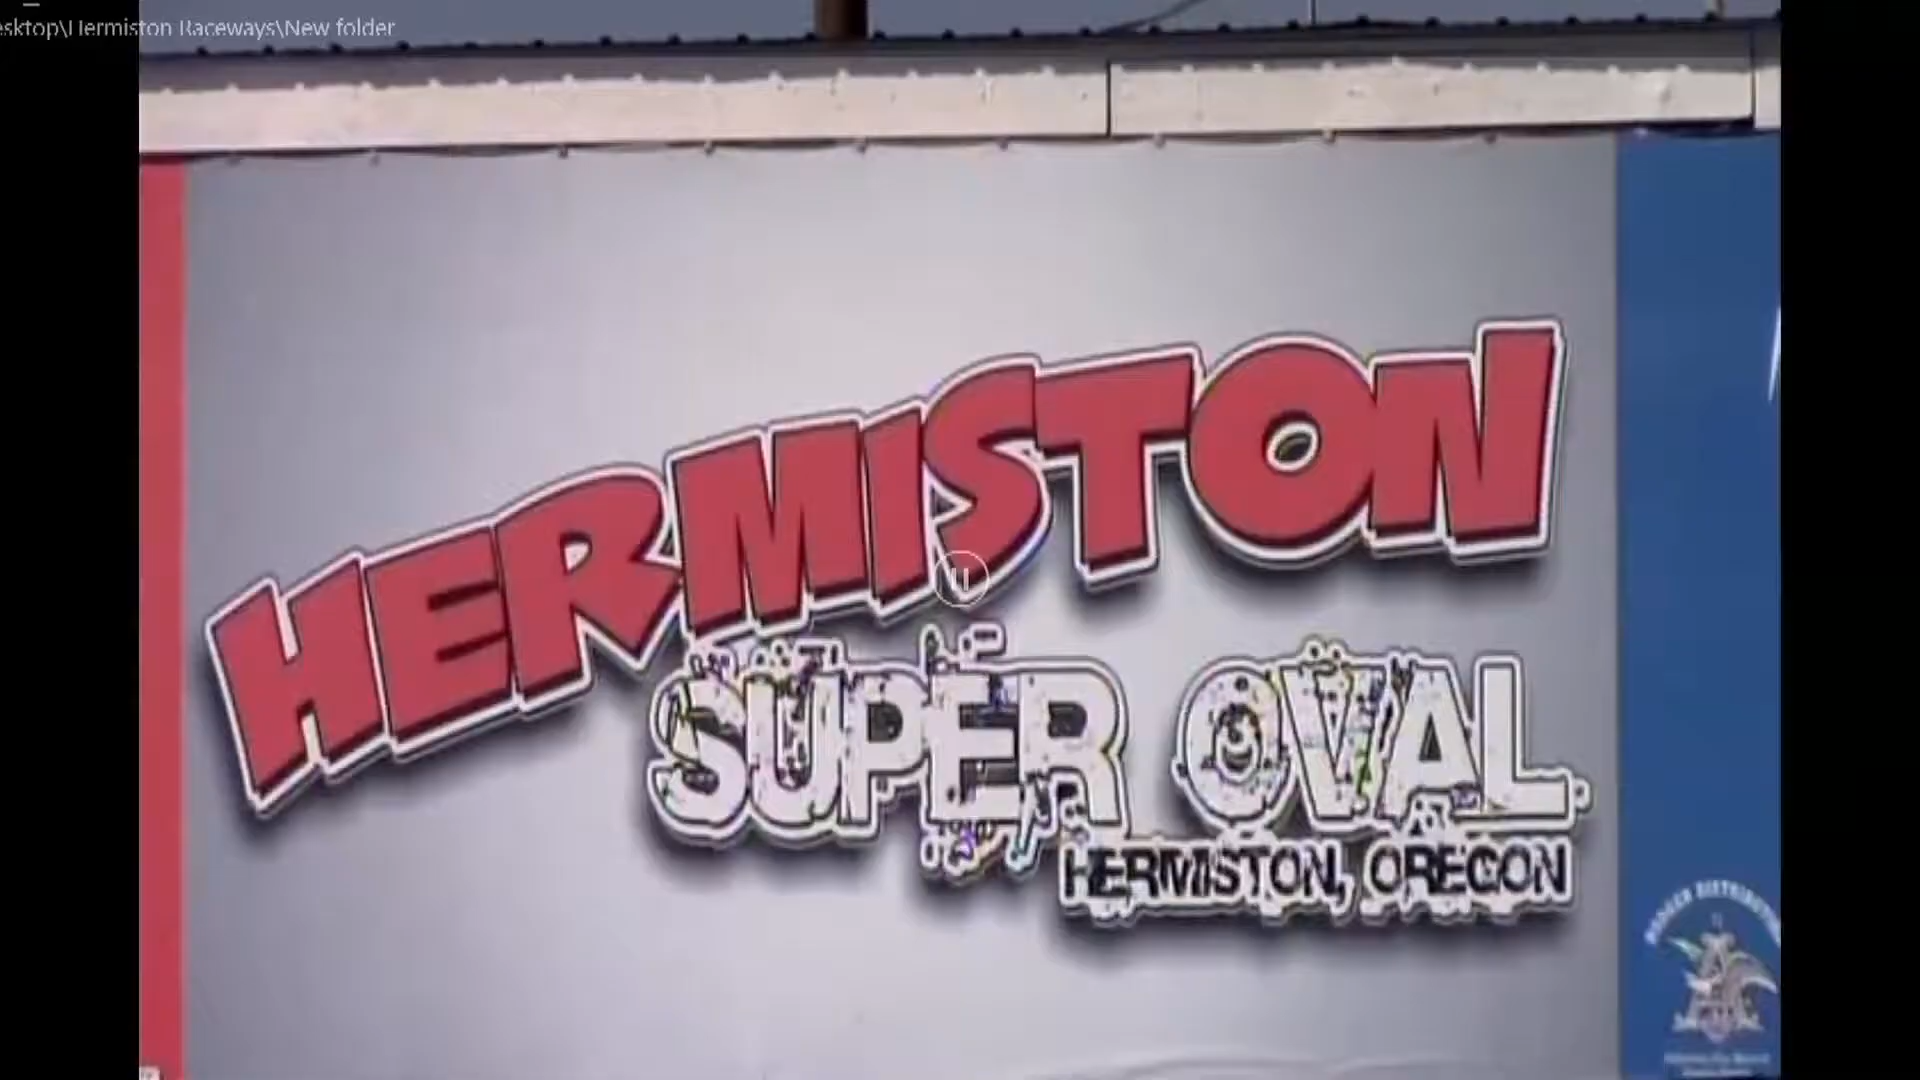 esktop\Hermiston Raceways\New folder
HERMISTON
SUPER OVAL
HERMISTON, OREGON